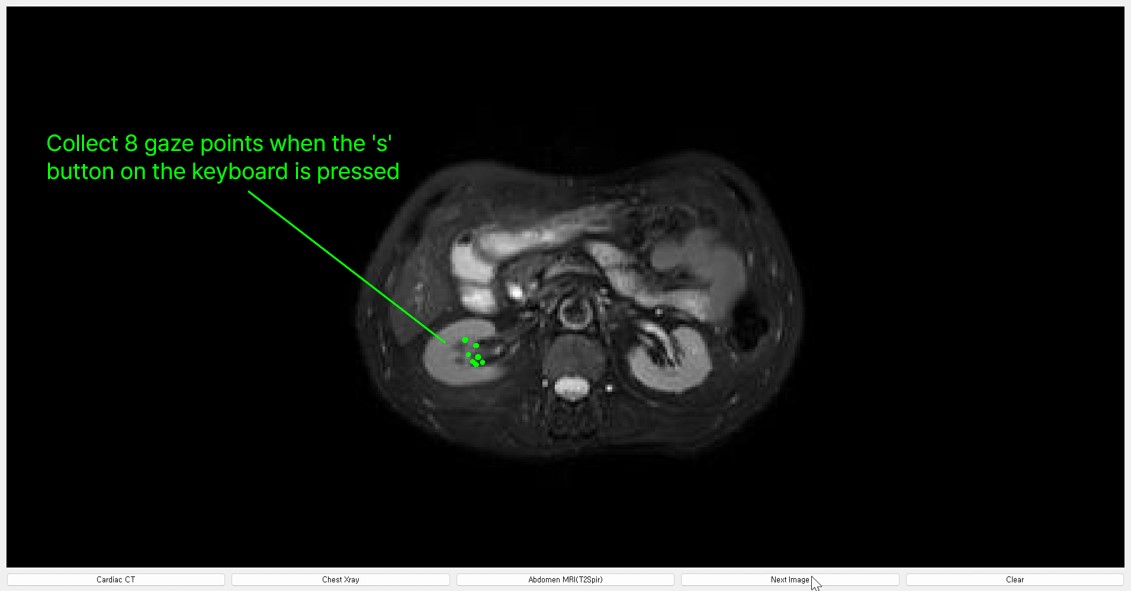 Collect 8 gaze points when the 's'
button on the keyboard is pressed
Cardiac CT
Chest Xray
Abdomen MRI(T2Spir)
Next Image
Clear